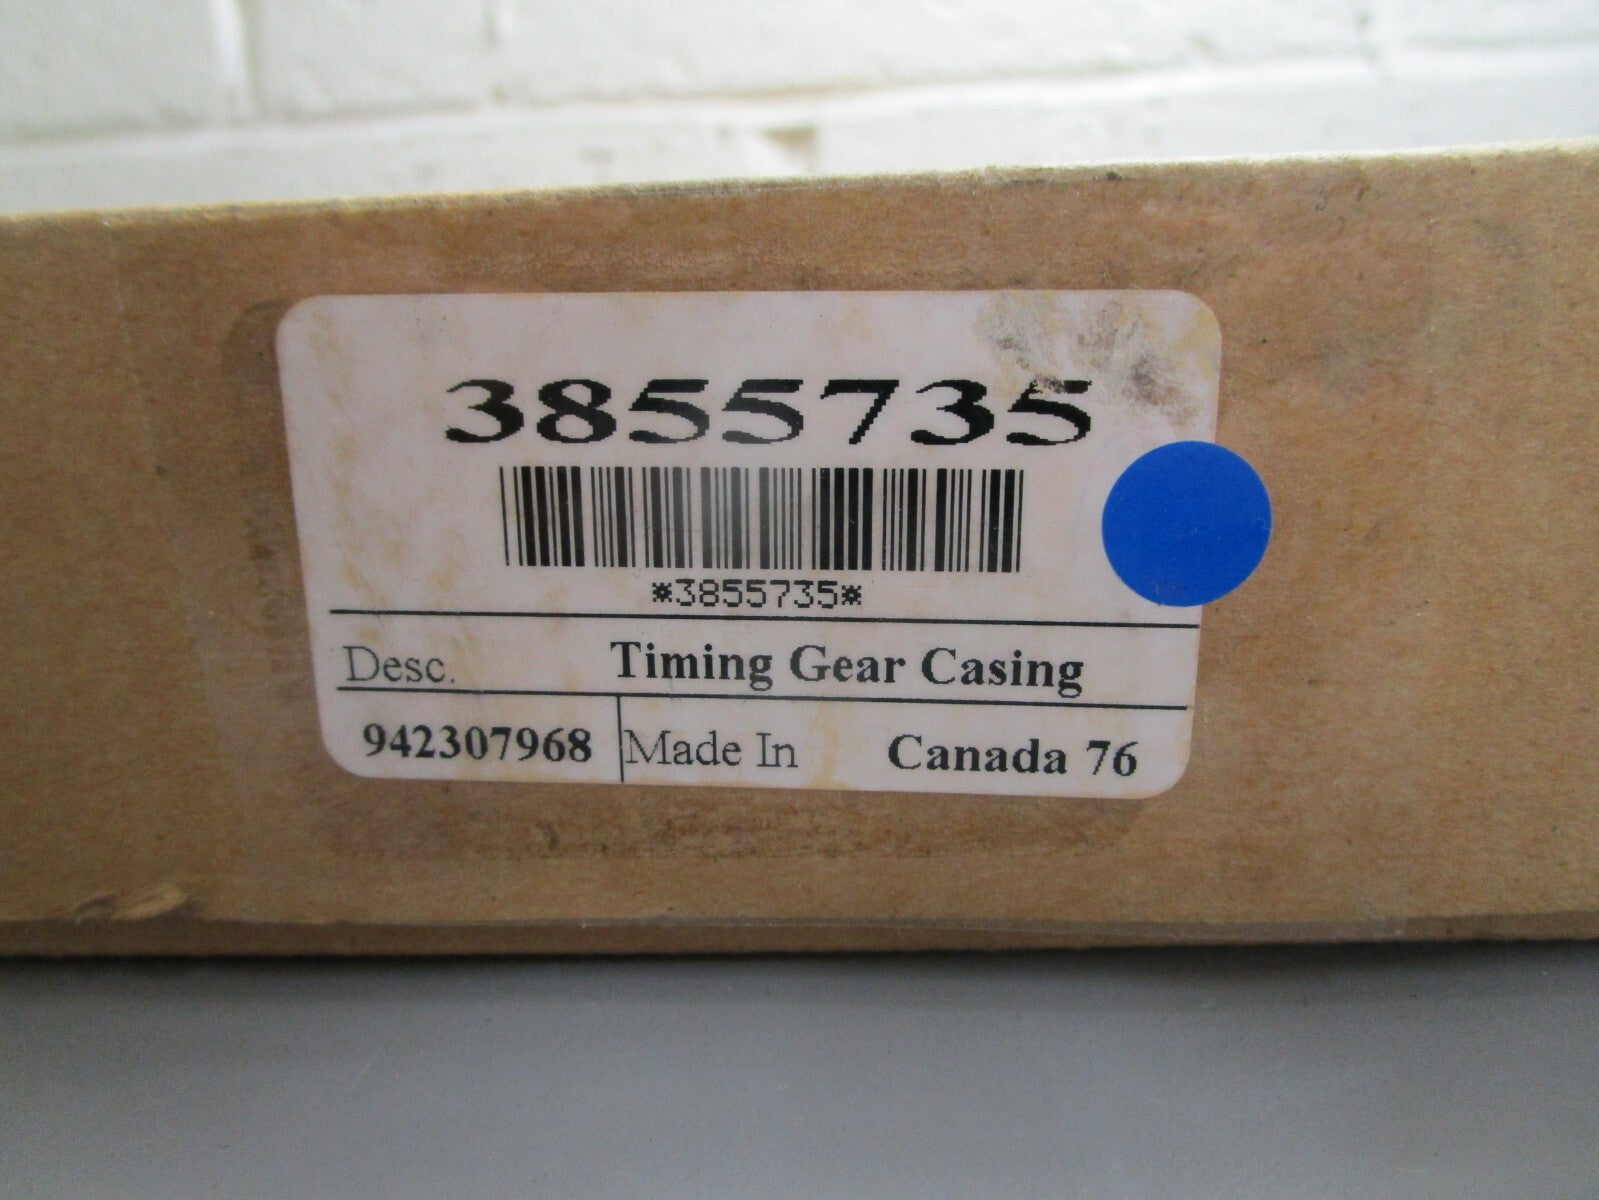 3855735
*3855735*
Desc. Timing Gear Casing
942307968 Made In Canada 76